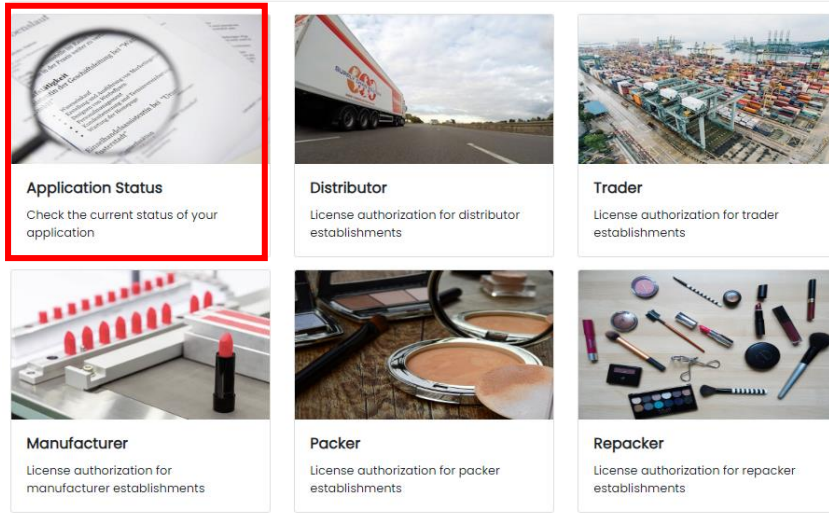 ätigkeit
Application Status
Check the current status of your
application
Distributor
License authorization for distributor
establishments
Trader
License authorization for trader
establishments
Manufacturer
License authorization for
manufacturer establishments
Packer
License authorization for packer
establishments
Repacker
License authorization for repacker
establishments